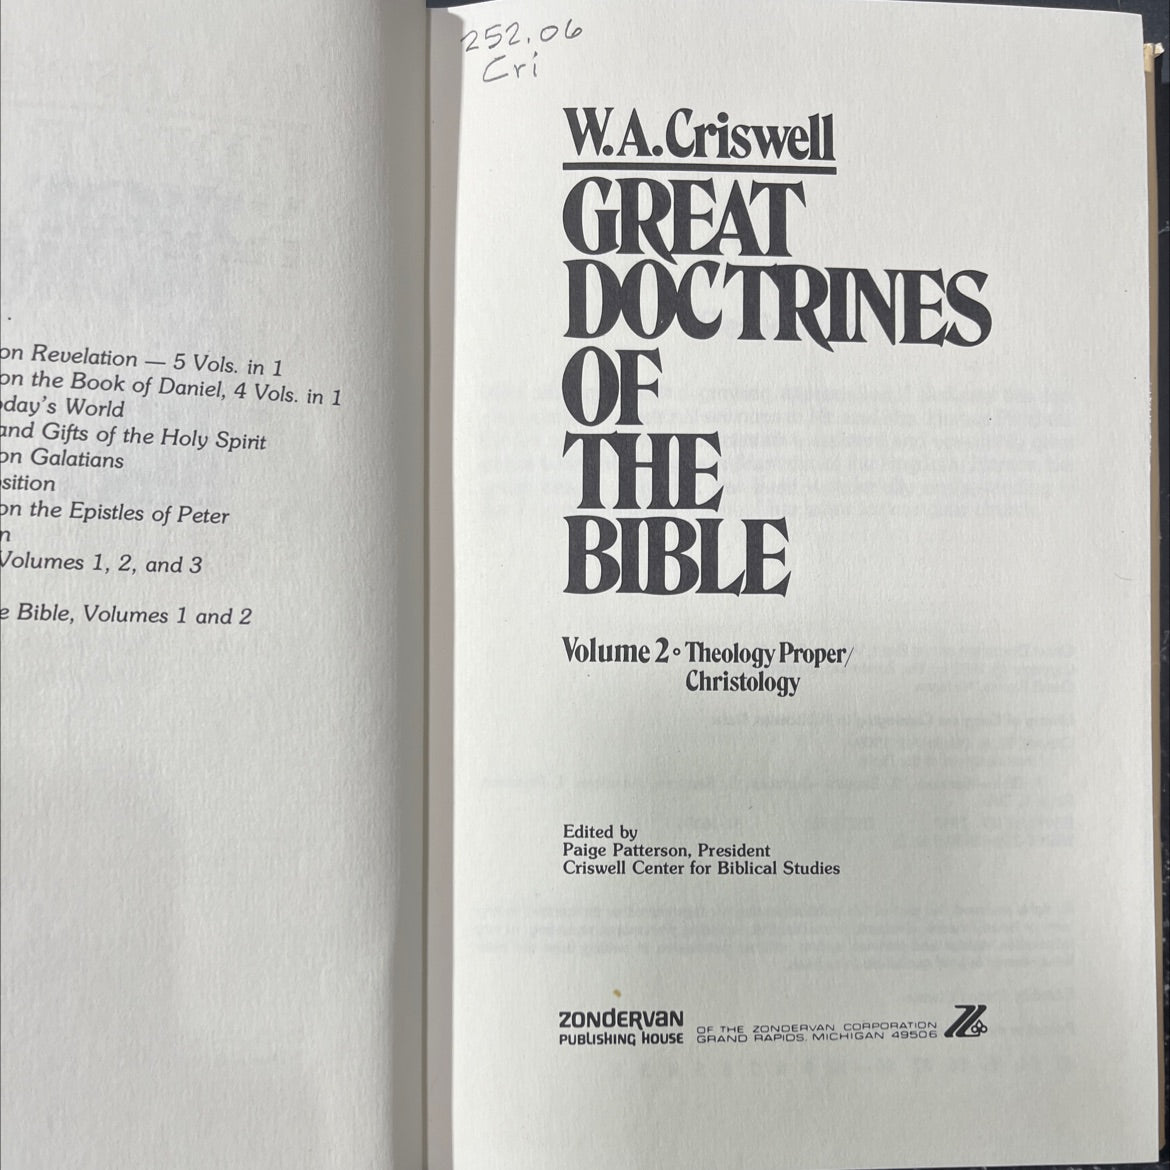 on Revelation — 5 Vols. in 1
on the Book of Daniel, 4 Vols. in 1
World
and Gifts of the Holy Spirit
on Galatians
on the Epistles of Peter
Volumes 1, 2, and 3
Bible, Volumes 1 and 2
252.06
Cri
W.A.Criswell
GREAT
DOCTRINES
OF
THE
BIBLE
Volume 2 • Theology Proper/
Christology
Edited by
Paige Patterson, President
Criswell Center for Biblical Studies
ZONDERVAN
PUBLISHING HOUSE
OF THE ZONDERVAN CORPORATION
GRAND RAPIDS, MICHIGAN 49506